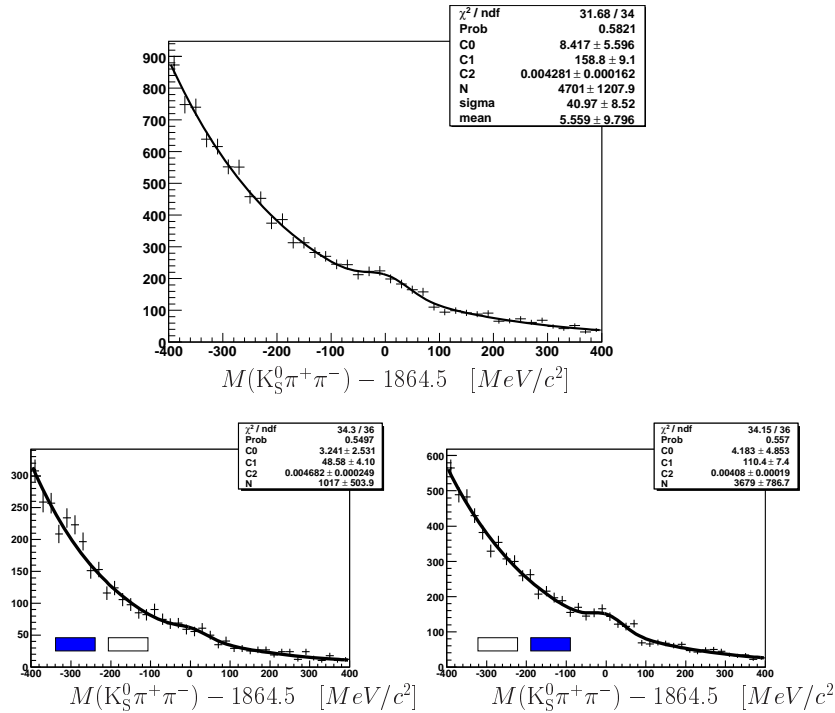 χ² / ndf 31.68 / 34
Prob 0.5821
C0 8.417 ± 5.596
C1 158.8 ± 9.1
C2 0.004281 ± 0.000162
N 4701 ± 1207.9
sigma 40.97 ± 8.52
mean 5.559 ± 9.796
900
800
700
600
500
400
300
200
100
0
-400 -300 -200 -100 0 100 200 300 400
M(K⁰_Sπ⁺π⁻) − 1864.5 [MeV/c²]
χ² / ndf 34.3 / 36
Prob 0.5497
C0 3.241 ± 2.531
C1 48.58 ± 4.10
C2 0.004682 ± 0.000249
N 1017 ± 503.9
300
250
200
150
100
50
0
-400 -300 -200 -100 0 100 200 300 400
M(K⁰_Sπ⁺π⁻) − 1864.5 [MeV/c²]
χ² / ndf 34.15 / 36
Prob 0.557
C0 4.183 ± 4.853
C1 110.4 ± 7.4
C2 0.00408 ± 0.00019
N 3679 ± 786.7
600
500
400
300
200
100
0
-400 -300 -200 -100 0 100 200 300 400
M(K⁰_Sπ⁺π⁻) − 1864.5 [MeV/c²